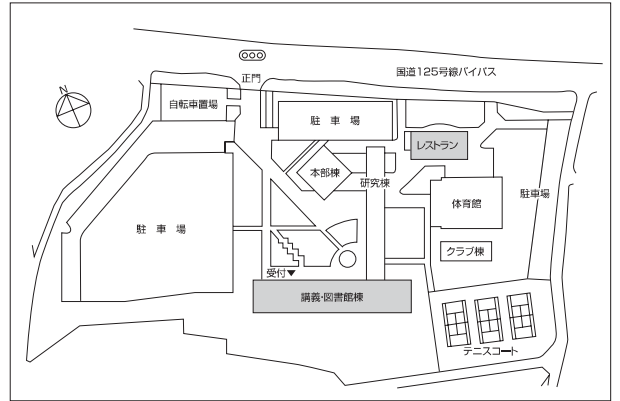 国道125号線バイパス
正門
N
自転車置場
駐車場
レストラン
本部棟
研究棟
駐車場
体育館
駐車場
クラブ棟
受付▼
講義・図書館棟
テニスコート